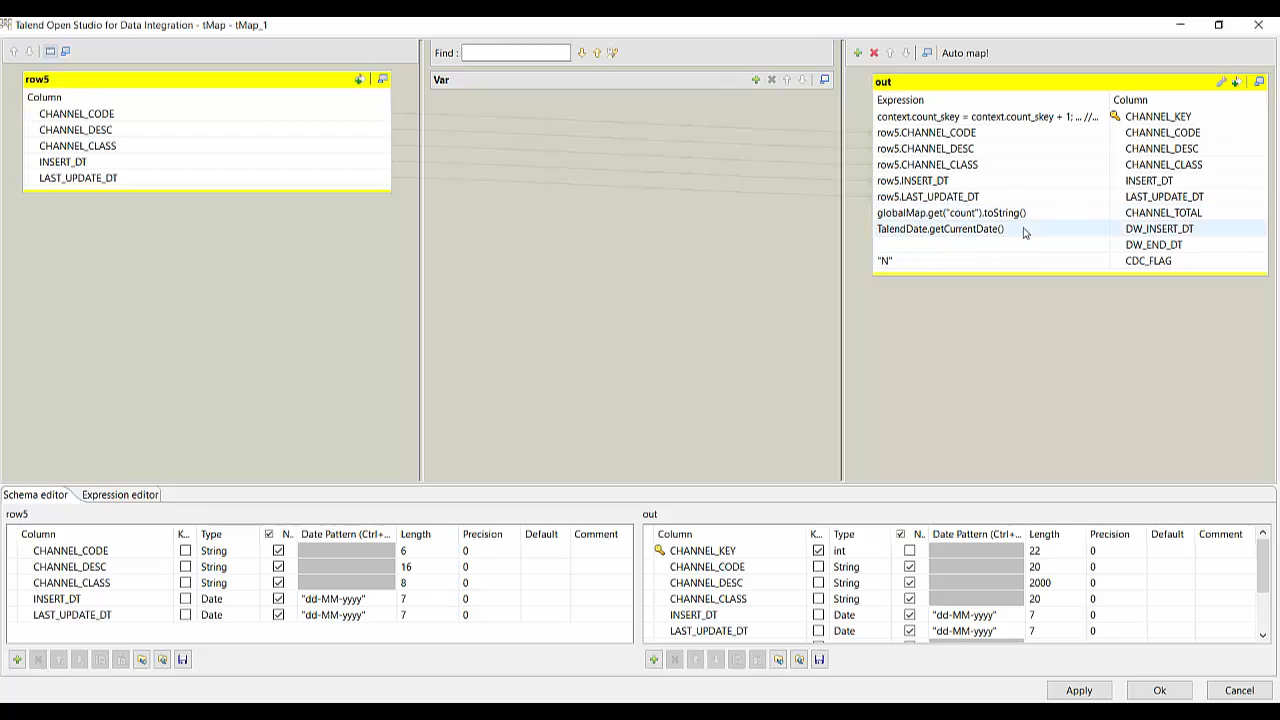 Talend Open Studio for Data Integration - tMap - tMap_1
row5
Column
CHANNEL_CODE
CHANNEL_DESC
CHANNEL_CLASS
INSERT_DT
LAST_UPDATE_DT
Find :
Var
Auto map!
out
Expression Column
context.count_skey = context.count_skey + 1; ... //... CHANNEL_KEY
row5.CHANNEL_CODE CHANNEL_CODE
row5.CHANNEL_DESC CHANNEL_DESC
row5.CHANNEL_CLASS CHANNEL_CLASS
row5.INSERT_DT INSERT_DT
row5.LAST_UPDATE_DT LAST_UPDATE_DT
globalMap.get("count").toString() CHANNEL_TOTAL
TalendDate.getCurrentDate() DW_INSERT_DT
DW_END_DT
"N" CDC_FLAG
Schema editor Expression editor
row5
Column K... Type N.. Date Pattern (Ctrl+... Length Precision Default Comment
CHANNEL_CODE String 6 0
CHANNEL_DESC String 16 0
CHANNEL_CLASS String 8 0
INSERT_DT Date "dd-MM-yyyy" 7 0
LAST_UPDATE_DT Date "dd-MM-yyyy" 7 0
out
Column K... Type N.. Date Pattern (Ctrl+... Length Precision Default Comment
CHANNEL_KEY int 22 0
CHANNEL_CODE String 20 0
CHANNEL_DESC String 2000 0
CHANNEL_CLASS String 20 0
INSERT_DT Date "dd-MM-yyyy" 7 0
LAST_UPDATE_DT Date "dd-MM-yyyy" 7 0
Apply Ok Cancel